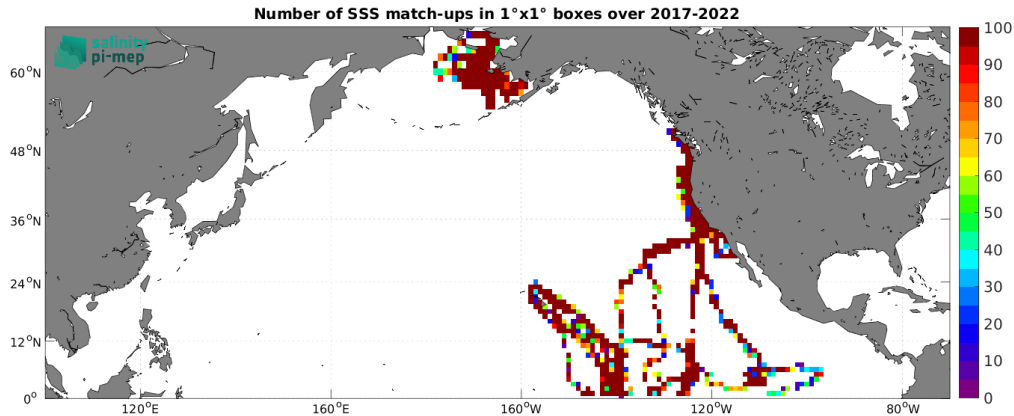 Number of SSS match-ups in 1°x1° boxes over 2017-2022
salinity
pi-mep
60°N
48°N
36°N
24°N
12°N
0°
120°E
160°E
160°W
120°W
80°W
100
90
80
70
60
50
40
30
20
10
0